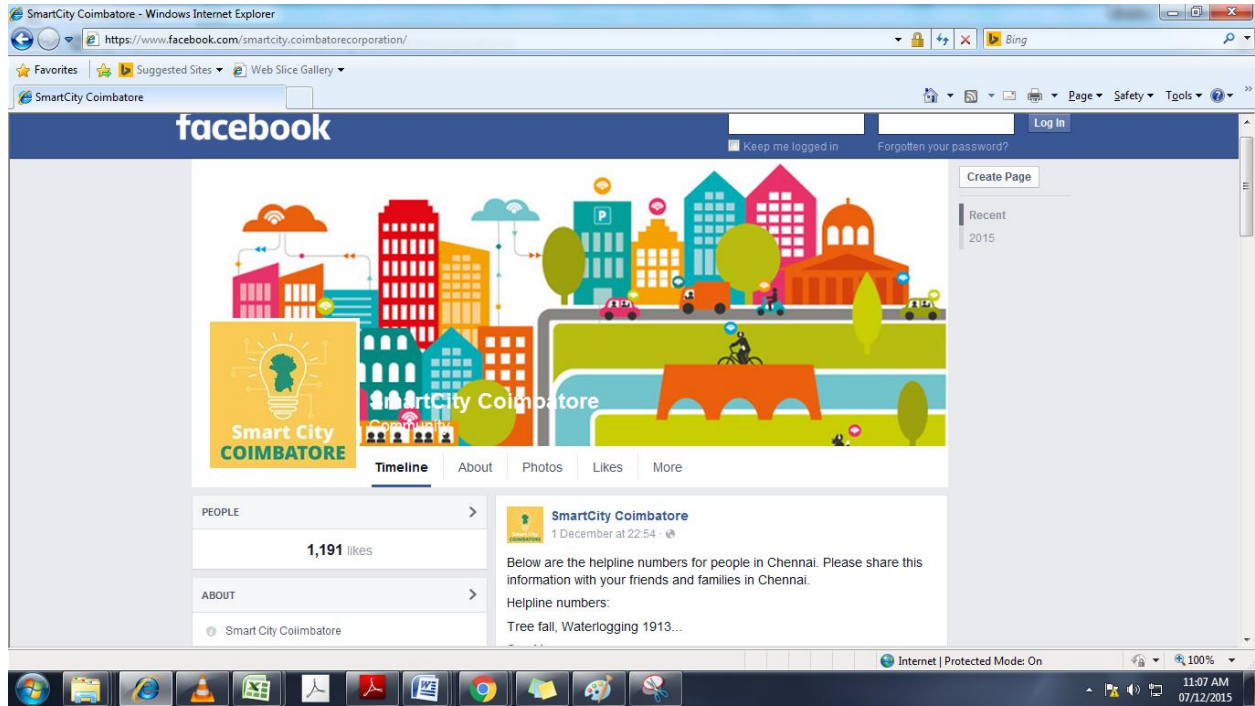 SmartCity Coimbatore - Windows Internet Explorer
https://www.facebook.com/smartcity.coimbatorecorporation/
Bing
Favorites
Suggested Sites
Web Slice Gallery
SmartCity Coimbatore
Page
Safety
Tools
facebook
Log In
Keep me logged in
Forgotten your password?
Create Page
Recent
2015
P
SmartCity Coimbatore
Community
Smart City
COIMBATORE
Timeline
About
Photos
Likes
More
PEOPLE
1,191 likes
ABOUT
Smart City Coiimbatore
SmartCity Coimbatore
1 December at 22:54
Below are the helpline numbers for people in Chennai. Please share this
information with your friends and families in Chennai.
Helpline numbers:
Tree fall, Waterlogging 1913...
Internet | Protected Mode: On
100%
11:07 AM
07/12/2015